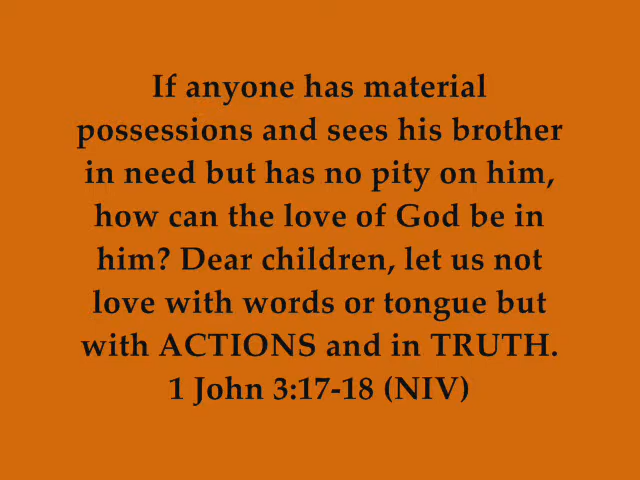 If anyone has material
possessions and sees his brother
in need but has no pity on him,
how can the love of God be in
him? Dear children, let us not
love with words or tongue but
with ACTIONS and in TRUTH.
1 John 3:17-18 (NIV)